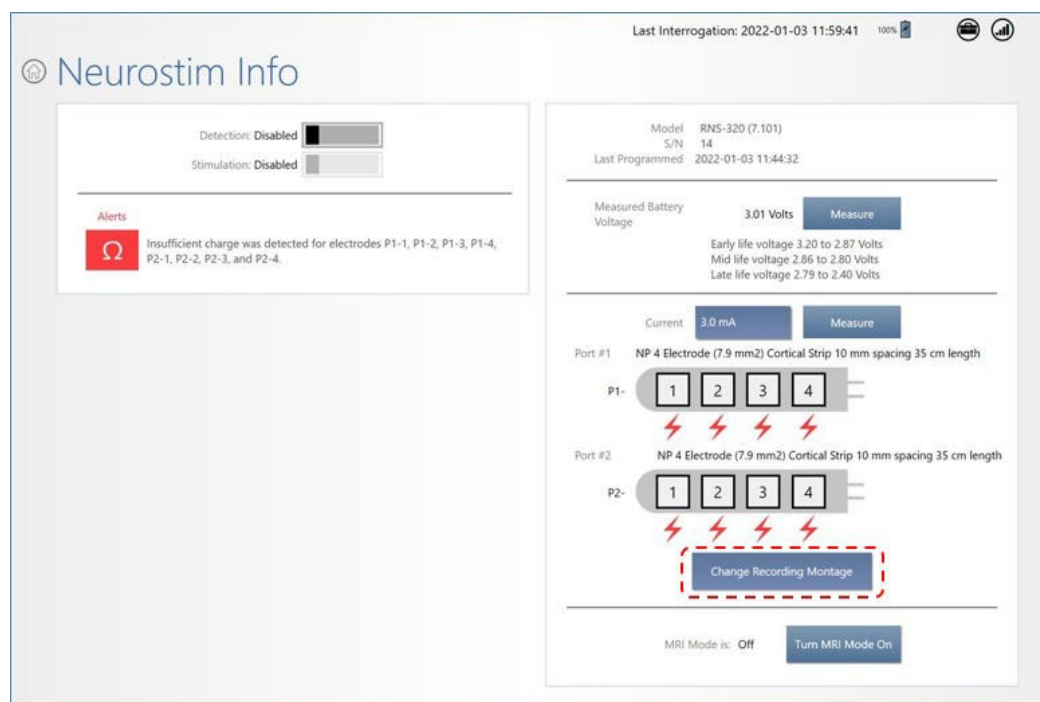 Last Interrogation: 2022-01-03 11:59:41 100%
Neurostim Info
Detection: Disabled
Stimulation: Disabled
Alerts
Ω
Insufficient charge was detected for electrodes P1-1, P1-2, P1-3, P1-4,
P2-1, P2-2, P2-3, and P2-4.
Model RNS-320 (7.101)
S/N 14
Last Programmed 2022-01-03 11:44:32
Measured Battery
Voltage
3.01 Volts Measure
Early life voltage 3.20 to 2.87 Volts
Mid life voltage 2.86 to 2.80 Volts
Late life voltage 2.79 to 2.40 Volts
Current 3.0 mA Measure
Port #1 NP 4 Electrode (7.9 mm2) Cortical Strip 10 mm spacing 35 cm length
P1- 1 2 3 4
Port #2 NP 4 Electrode (7.9 mm2) Cortical Strip 10 mm spacing 35 cm length
P2- 1 2 3 4
Change Recording Montage
MRI Mode is: Off Turn MRI Mode On